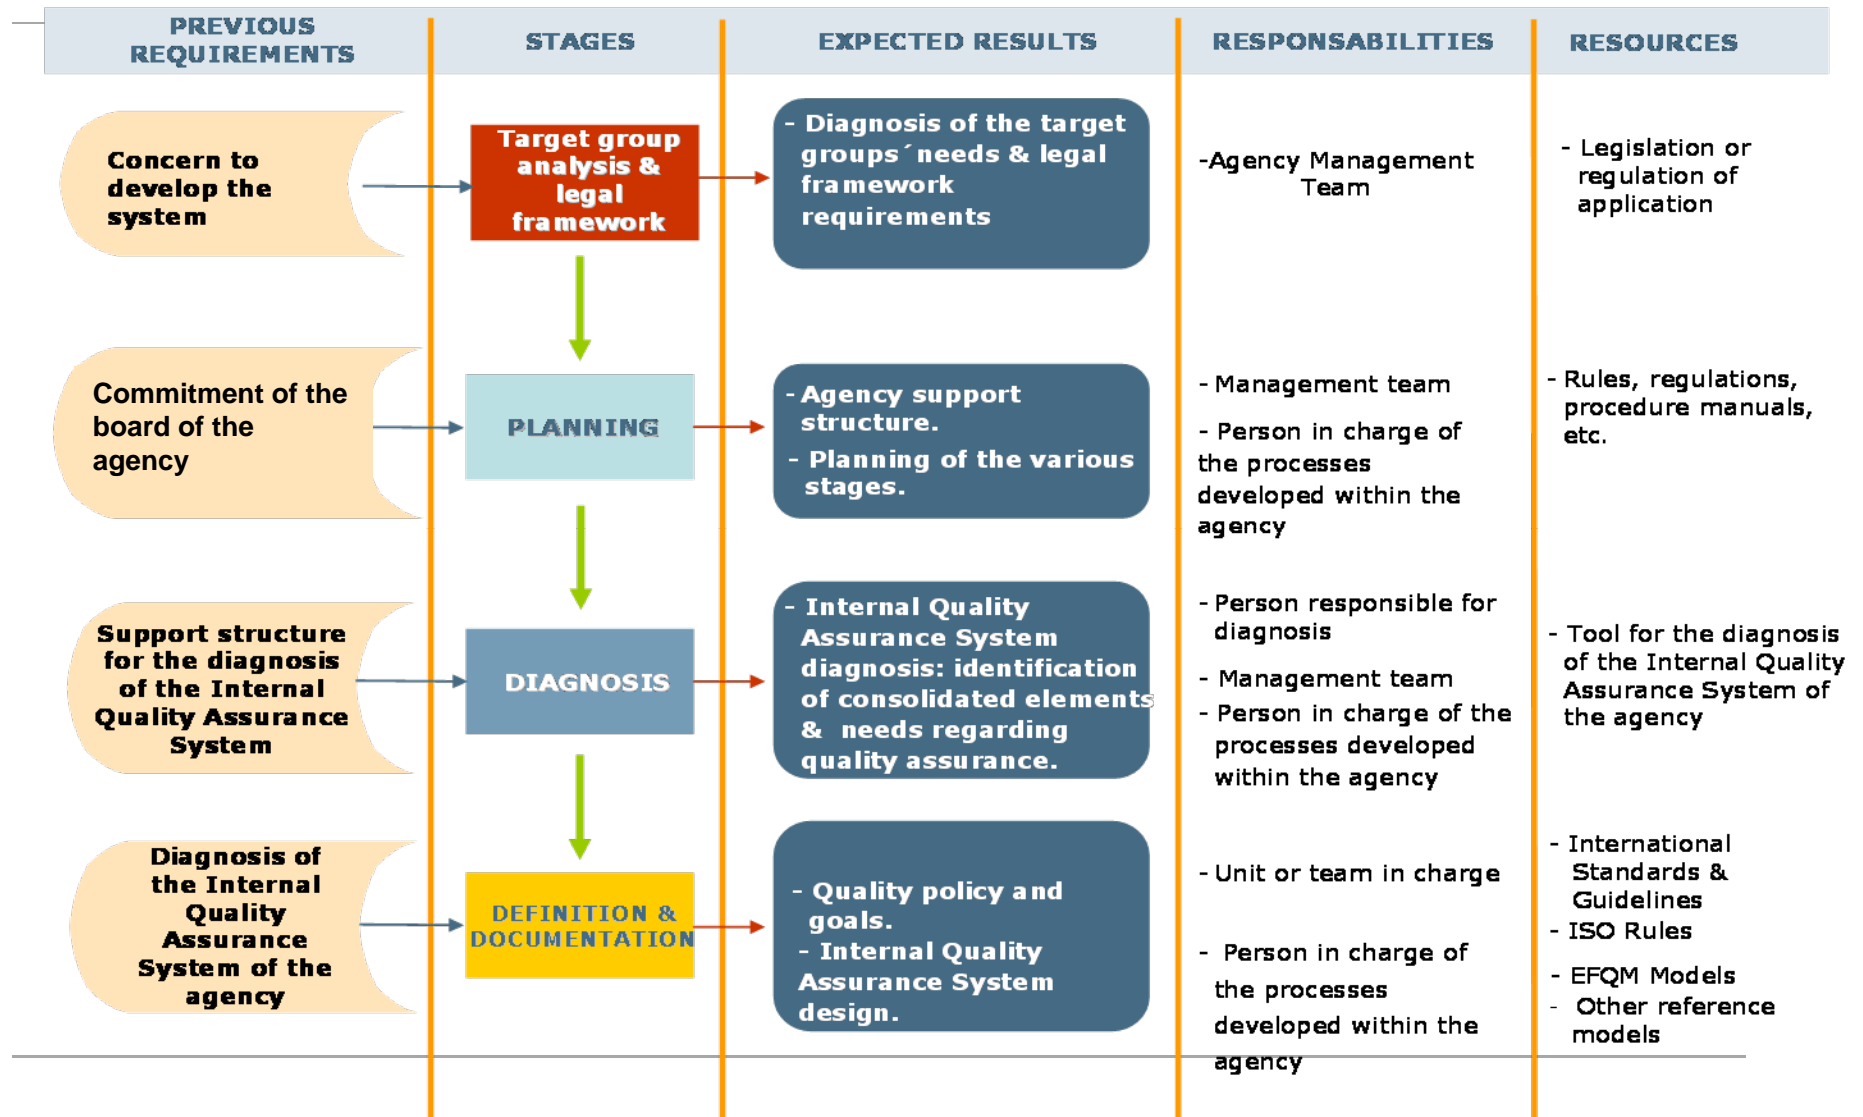 PREVIOUS
REQUIREMENTS
STAGES
EXPECTED RESULTS
RESPONSABILITIES
RESOURCES
Concern to
develop the
system
Target group
analysis &
legal
framework
- Diagnosis of the target
groups´needs & legal
framework
requirements
-Agency Management
Team
- Legislation or
regulation of
application
Commitment of the
board of the
agency
PLANNING
- Agency support
structure.
- Planning of the various
stages.
- Management team
- Person in charge of
the processes
developed within the
agency
- Rules, regulations,
procedure manuals,
etc.
Support structure
for the diagnosis
of the Internal
Quality Assurance
System
DIAGNOSIS
- Internal Quality
Assurance System
diagnosis: identification
of consolidated elements
& needs regarding
quality assurance.
- Person responsible for
diagnosis
- Management team
- Person in charge of the
processes developed
within the agency
- Tool for the diagnosis
of the Internal Quality
Assurance System of
the agency
Diagnosis of
the Internal
Quality
Assurance
System of the
agency
DEFINITION &
DOCUMENTATION
- Quality policy and
goals.
- Internal Quality
Assurance System
design.
- Unit or team in charge
- Person in charge of
the processes
developed within the
agency
- International
Standards &
Guidelines
- ISO Rules
- EFQM Models
- Other reference
models